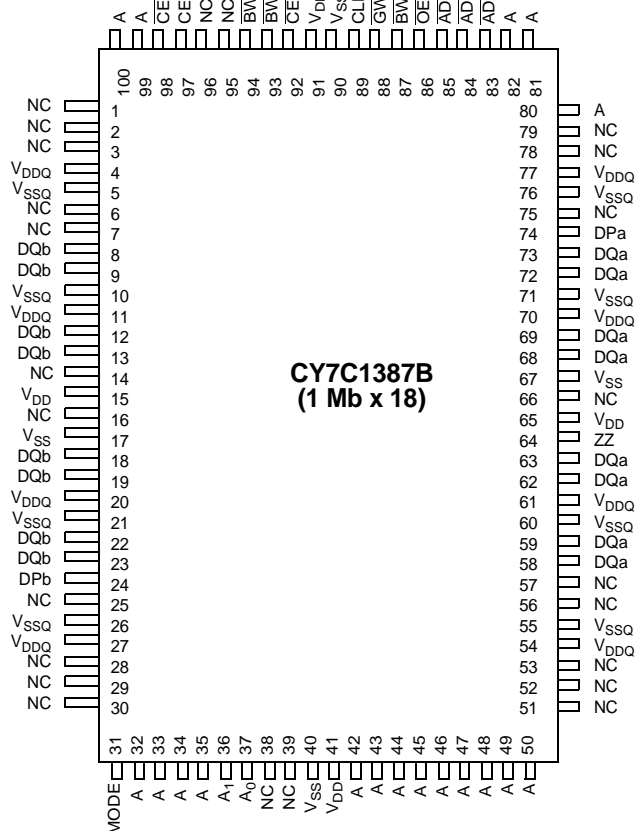 A
A
CE
CE
NC
NC
BW
BW
CE
VSS
GW
BW
OE
AD
AD
AD
A
A
100
99
98
97
96
95
94
93
92
91
90
89
88
87
86
85
84
83
82
81
NC 1
NC 2
NC 3
VDDQ 4
VSSQ 5
NC 6
NC 7
DQb 8
DQb 9
VSSQ 10
VDDQ 11
DQb 12
DQb 13
NC 14
VDD 15
NC 16
VSS 17
DQb 18
DQb 19
VDDQ 20
VSSQ 21
DQb 22
DQb 23
DPb 24
NC 25
VSSQ 26
VDDQ 27
NC 28
NC 29
NC 30
CY7C1387B
(1 Mb x 18)
80 A
79 NC
78 NC
77 VDDQ
76 VSSQ
75 NC
74 DPa
73 DQa
72 DQa
71 VSSQ
70 VDDQ
69 DQa
68 DQa
67 VSS
66 NC
65 VDD
64 ZZ
63 DQa
62 DQa
61 VDDQ
60 VSSQ
59 DQa
58 DQa
57 NC
56 NC
55 VSSQ
54 VDDQ
53 NC
52 NC
51 NC
31 MODE
32 A
33 A
34 A
35 A
36 A1
37 A0
38 NC
39 NC
40 VSS
41 VDD
42 A
43 A
44 A
45 A
46 A
47 A
48 A
49 A
50 A